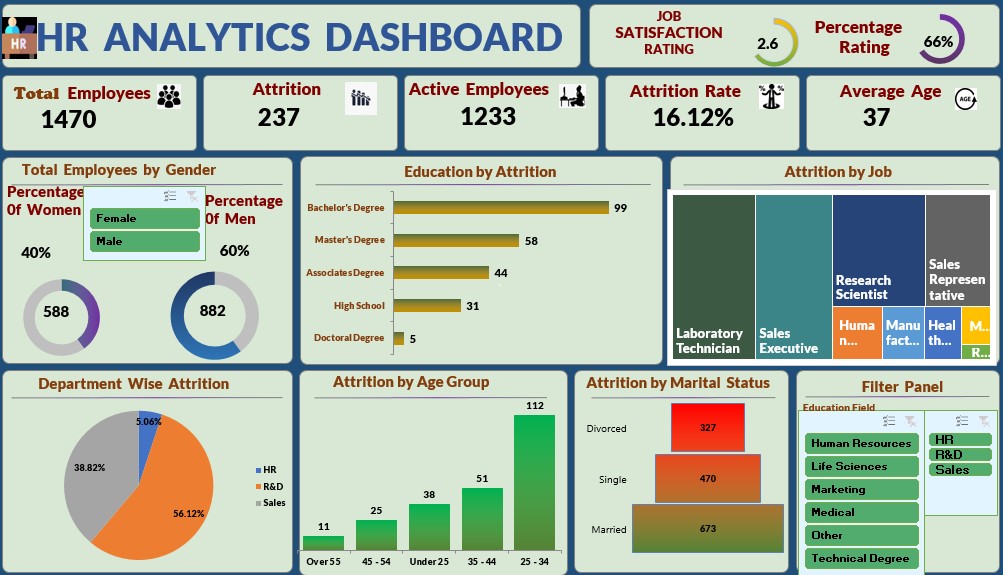 HR
HR ANALYTICS DASHBOARD
JOB
SATISFACTION
RATING
2.6
Percentage
Rating
66%
Total Employees
1470
Attrition
237
Active Employees
1233
Attrition Rate
16.12%
Average Age
AGE
37
Total Employees by Gender
Percentage
0f Women
Female
Male
Percentage
0f Men
40%
60%
588
882
Education by Attrition
Bachelor's Degree
99
Master's Degree
58
Associates Degree
44
High School
31
Doctoral Degree
5
Attrition by Job
Laboratory
Technician
Sales
Executive
Research
Scientist
Sales
Represen
tative
Huma
n...
Manu
fact...
Heal
th...
M...
R...
Department Wise Attrition
5.06%
38.82%
56.12%
HR
R&D
Sales
Attrition by Age Group
11
25
38
51
112
Over 55
45 - 54
Under 25
35 - 44
25 - 34
Attrition by Marital Status
Divorced
327
Single
470
Married
673
Filter Panel
Education Field
Human Resources
Life Sciences
Marketing
Medical
Other
Technical Degree
HR
R&D
Sales